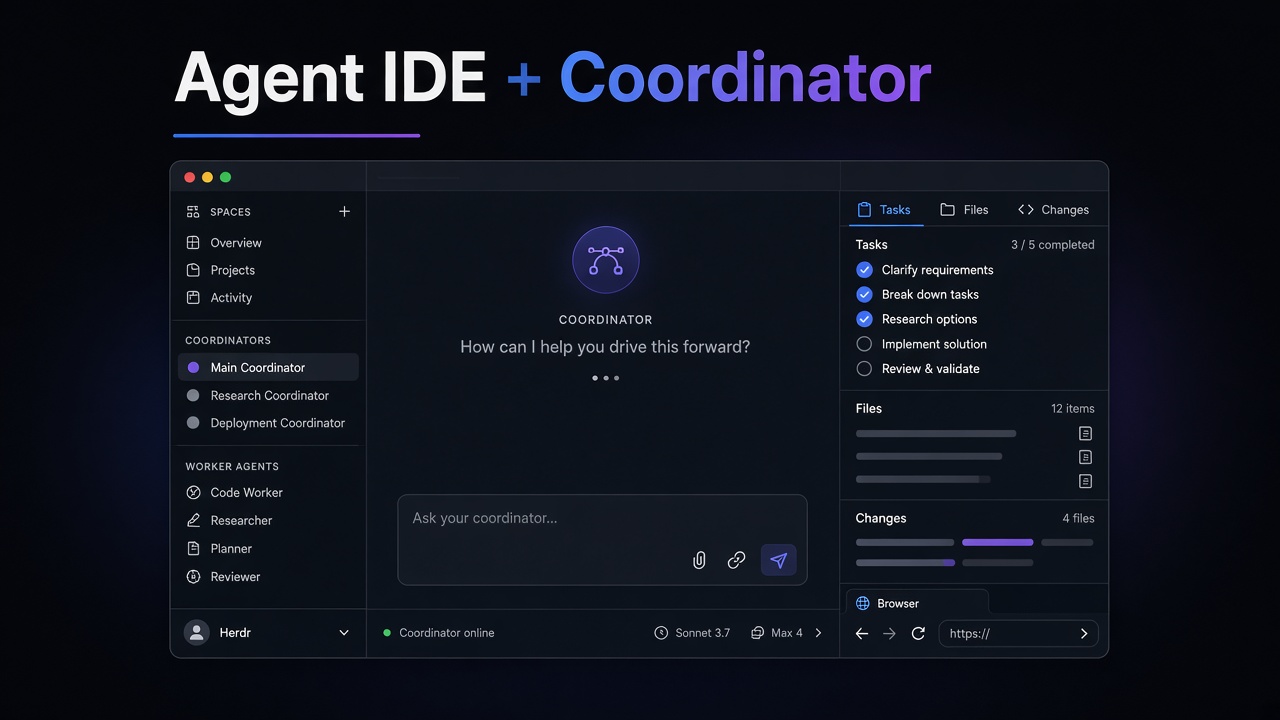 Agent IDE + Coordinator
SPACES
Overview
Projects
Activity
COORDINATORS
Main Coordinator
Research Coordinator
Deployment Coordinator
WORKER AGENTS
Code Worker
Researcher
Planner
Reviewer
Herdr
COORDINATOR
How can I help you drive this forward?
Ask your coordinator...
Coordinator online
Sonnet 3.7
Max 4
Tasks
Files
Changes
Tasks
3 / 5 completed
Clarify requirements
Break down tasks
Research options
Implement solution
Review & validate
Files
12 items
Changes
4 files
Browser
https://